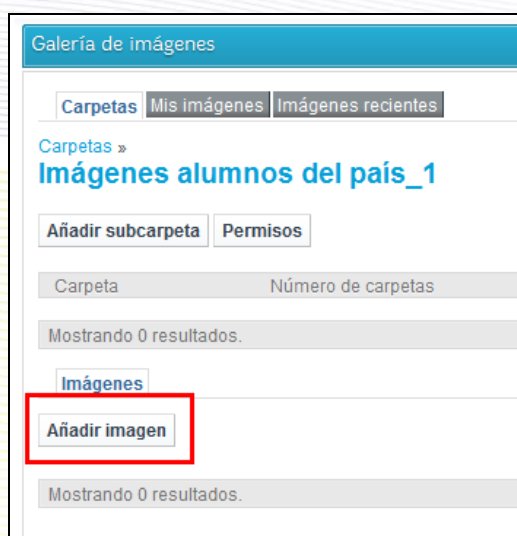 Galería de imágenes
Carpetas Mis imágenes Imágenes recientes
Carpetas »
Imágenes alumnos del país_1
Añadir subcarpeta Permisos
Carpeta Número de carpetas
Mostrando 0 resultados.
Imágenes
Añadir imagen
Mostrando 0 resultados.